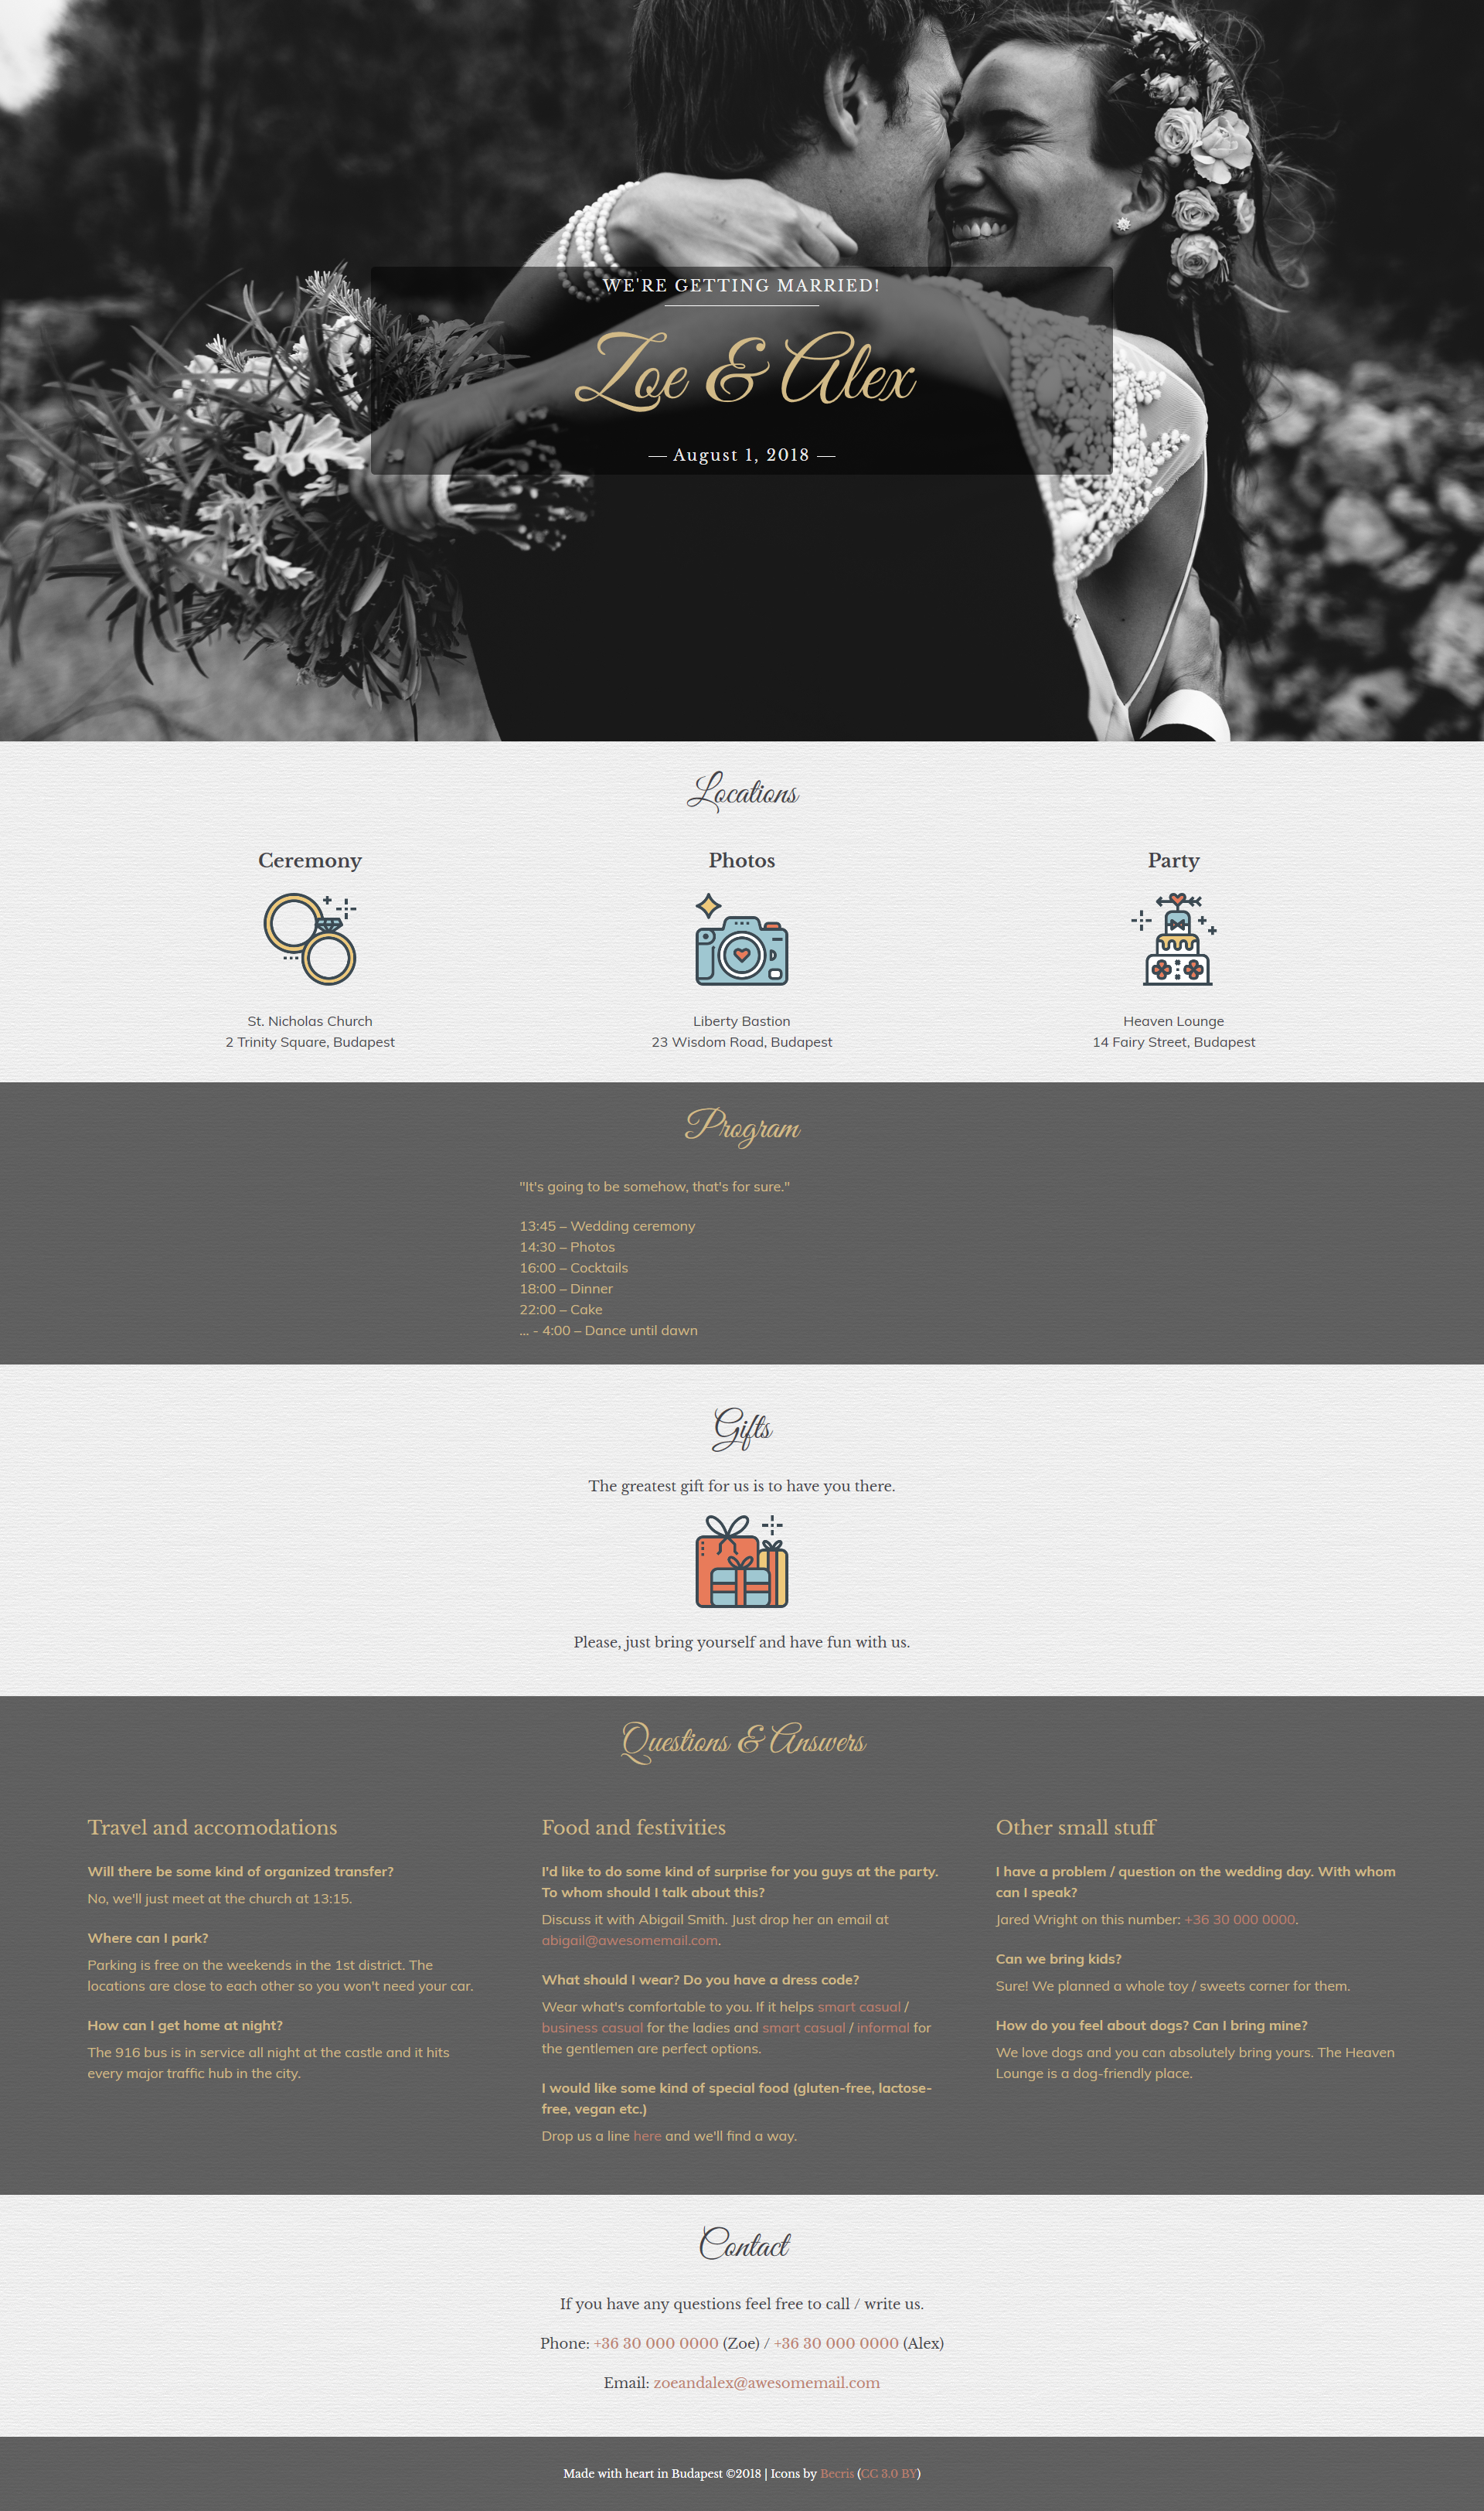 WE'RE GETTING MARRIED!
Zoe & Alex
— August 1, 2018 —
Locations
Ceremony
St. Nicholas Church
2 Trinity Square, Budapest
Photos
Liberty Bastion
23 Wisdom Road, Budapest
Party
Heaven Lounge
14 Fairy Street, Budapest
Program
"It's going to be somehow, that's for sure."
13:45 – Wedding ceremony
14:30 – Photos
16:00 – Cocktails
18:00 – Dinner
22:00 – Cake
... - 4:00 – Dance until dawn
Gifts
The greatest gift for us is to have you there.
Please, just bring yourself and have fun with us.
Questions & Answers
Travel and accomodations
Will there be some kind of organized transfer?
No, we'll just meet at the church at 13:15.
Where can I park?
Parking is free on the weekends in the 1st district. The
locations are close to each other so you won't need your car.
How can I get home at night?
The 916 bus is in service all night at the castle and it hits
every major traffic hub in the city.
Food and festivities
I'd like to do some kind of surprise for you guys at the party.
To whom should I talk about this?
Discuss it with Abigail Smith. Just drop her an email at
abigail@awesomemail.com.
What should I wear? Do you have a dress code?
Wear what's comfortable to you. If it helps smart casual /
business casual for the ladies and smart casual / informal for
the gentlemen are perfect options.
I would like some kind of special food (gluten-free, lactose-
free, vegan etc.)
Drop us a line here and we'll find a way.
Other small stuff
I have a problem / question on the wedding day. With whom
can I speak?
Jared Wright on this number: +36 30 000 0000.
Can we bring kids?
Sure! We planned a whole toy / sweets corner for them.
How do you feel about dogs? Can I bring mine?
We love dogs and you can absolutely bring yours. The Heaven
Lounge is a dog-friendly place.
Contact
If you have any questions feel free to call / write us.
Phone: +36 30 000 0000 (Zoe) / +36 30 000 0000 (Alex)
Email: zoeandalex@awesomemail.com
Made with heart in Budapest ©2018 | Icons by Becris (CC 3.0 BY)